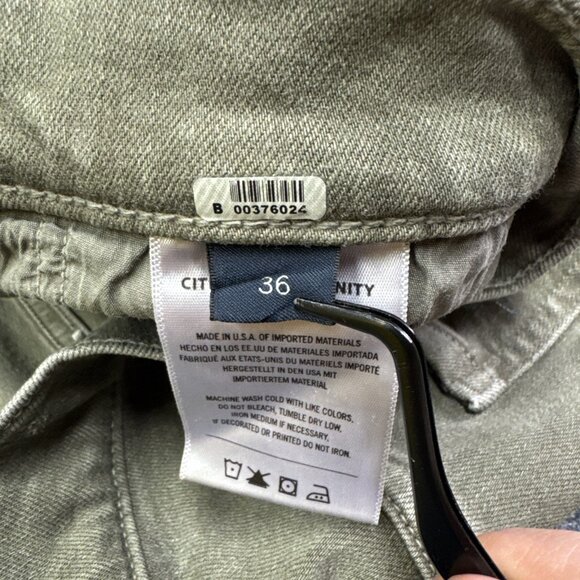 B 00376024
CIT
36
NITY
MADE IN U.S.A. OF IMPORTED MATERIALS
HECHO EN LOS EE.UU DE MATERIALES IMPORTADA
FABRIQUÉ AUX ETATS-UNIS DU MATERIELS IMPORTÉ
HERGESTELLT IN DEN USA MIT
IMPORTIERTEM MATERIAL
MACHINE WASH COLD WITH LIKE COLORS.
DO NOT BLEACH, TUMBLE DRY LOW.
IRON MEDIUM IF NECESSARY.
IF DECORATED OR PRINTED DO NOT IRON.